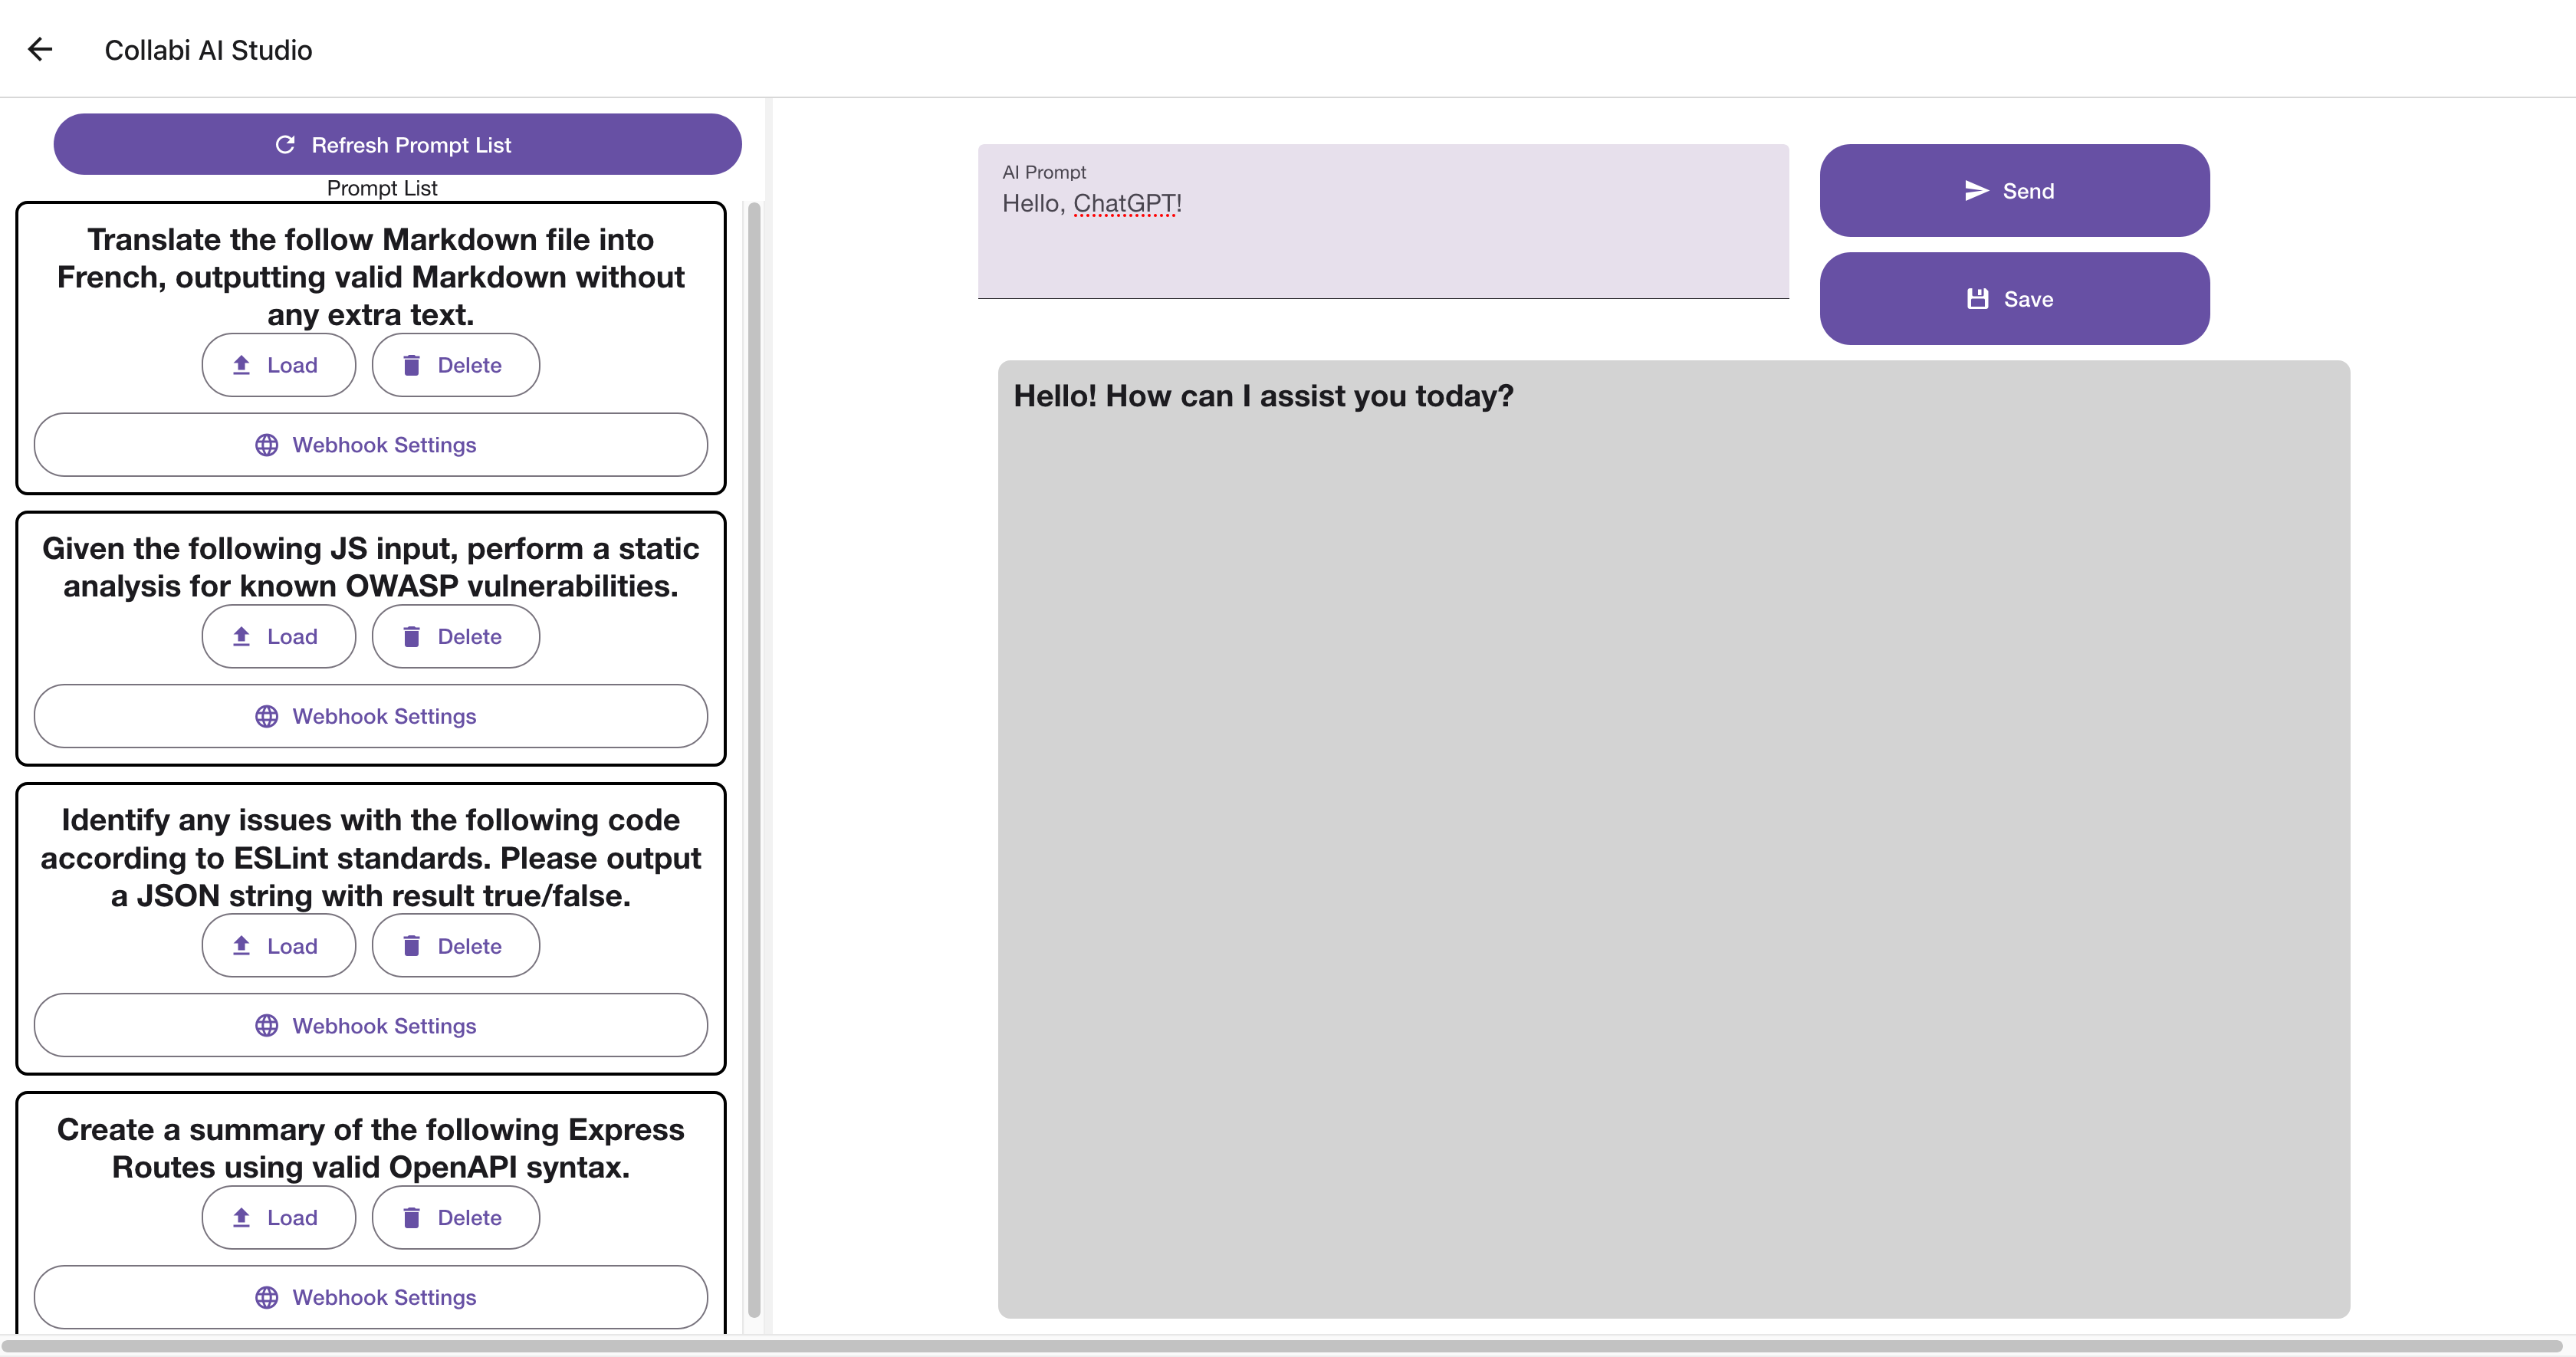 Collabi AI Studio
Refresh Prompt List
Prompt List
Translate the follow Markdown file into
French, outputting valid Markdown without
any extra text.
Load
Delete
Webhook Settings
Given the following JS input, perform a static
analysis for known OWASP vulnerabilities.
Load
Delete
Webhook Settings
Identify any issues with the following code
according to ESLint standards. Please output
a JSON string with result true/false.
Load
Delete
Webhook Settings
Create a summary of the following Express
Routes using valid OpenAPI syntax.
Load
Delete
Webhook Settings
AI Prompt
Hello, ChatGPT!
Send
Save
Hello! How can I assist you today?